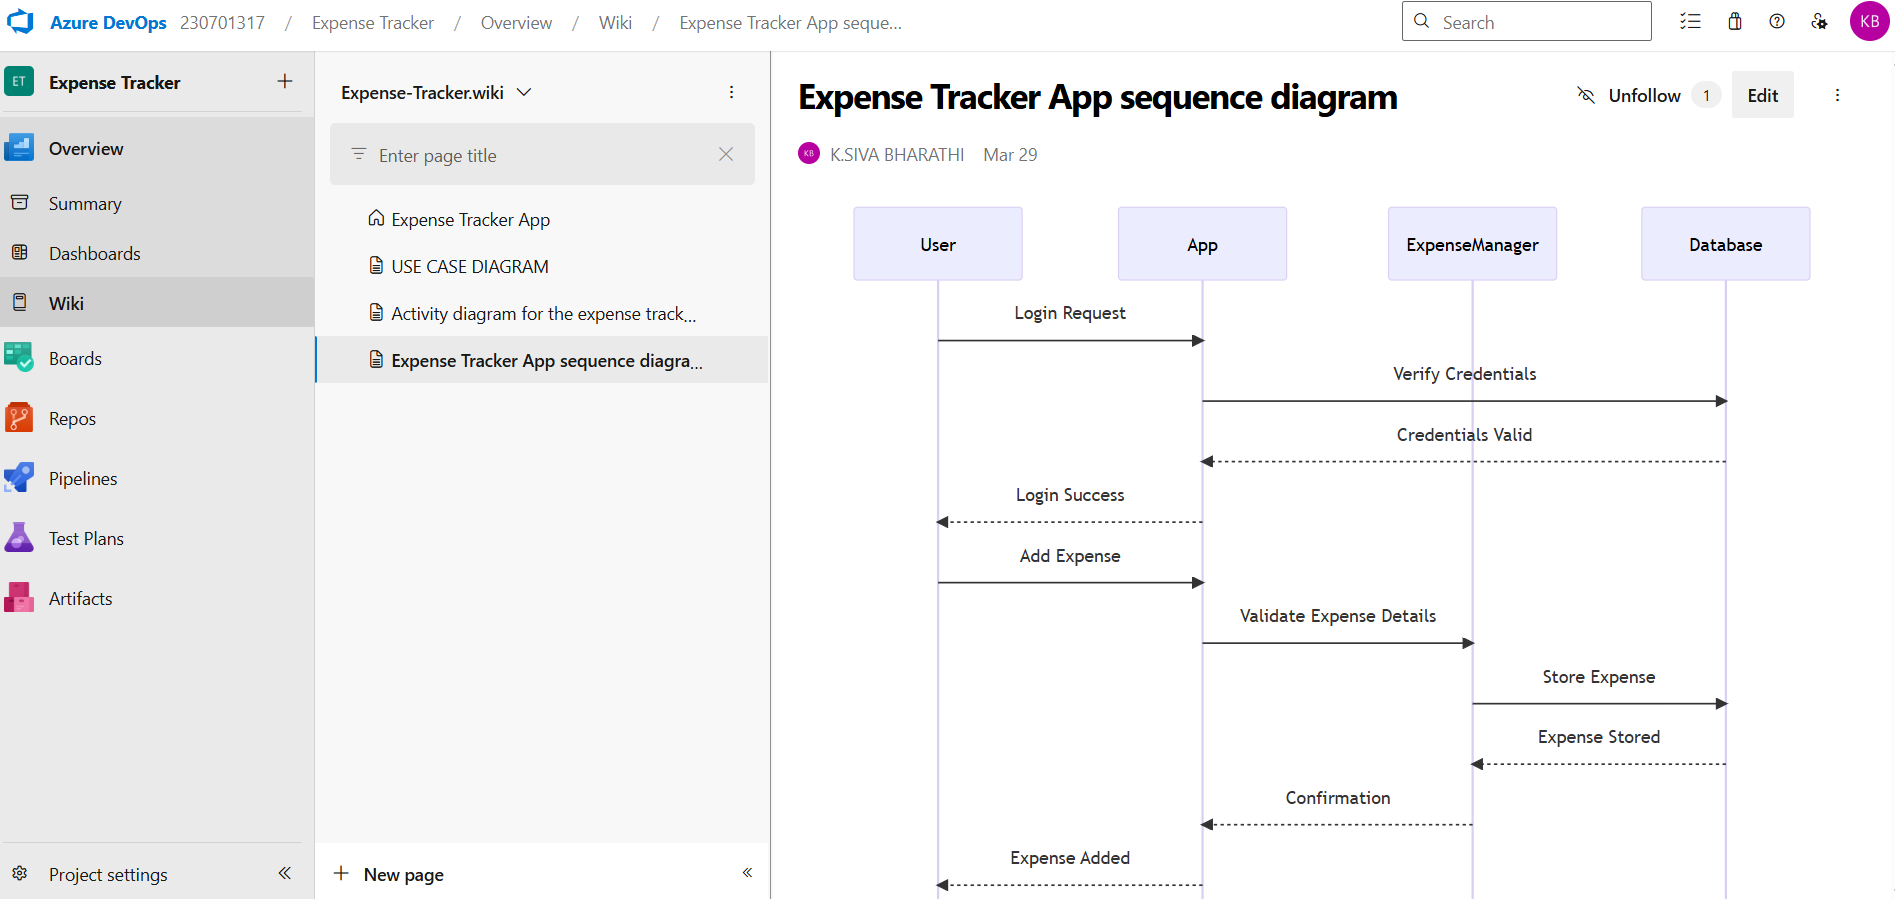 Azure DevOps 230701317 / Expense Tracker / Overview / Wiki / Expense Tracker App seque...
Search
KB
ET Expense Tracker
Overview
Summary
Dashboards
Wiki
Boards
Repos
Pipelines
Test Plans
Artifacts
Project settings
Expense-Tracker.wiki
Enter page title
Expense Tracker App
USE CASE DIAGRAM
Activity diagram for the expense track...
Expense Tracker App sequence diagra...
New page
Expense Tracker App sequence diagram
Unfollow 1 Edit
KB K.SIVA BHARATHI Mar 29
User App ExpenseManager Database
Login Request
Verify Credentials
Credentials Valid
Login Success
Add Expense
Validate Expense Details
Store Expense
Expense Stored
Confirmation
Expense Added